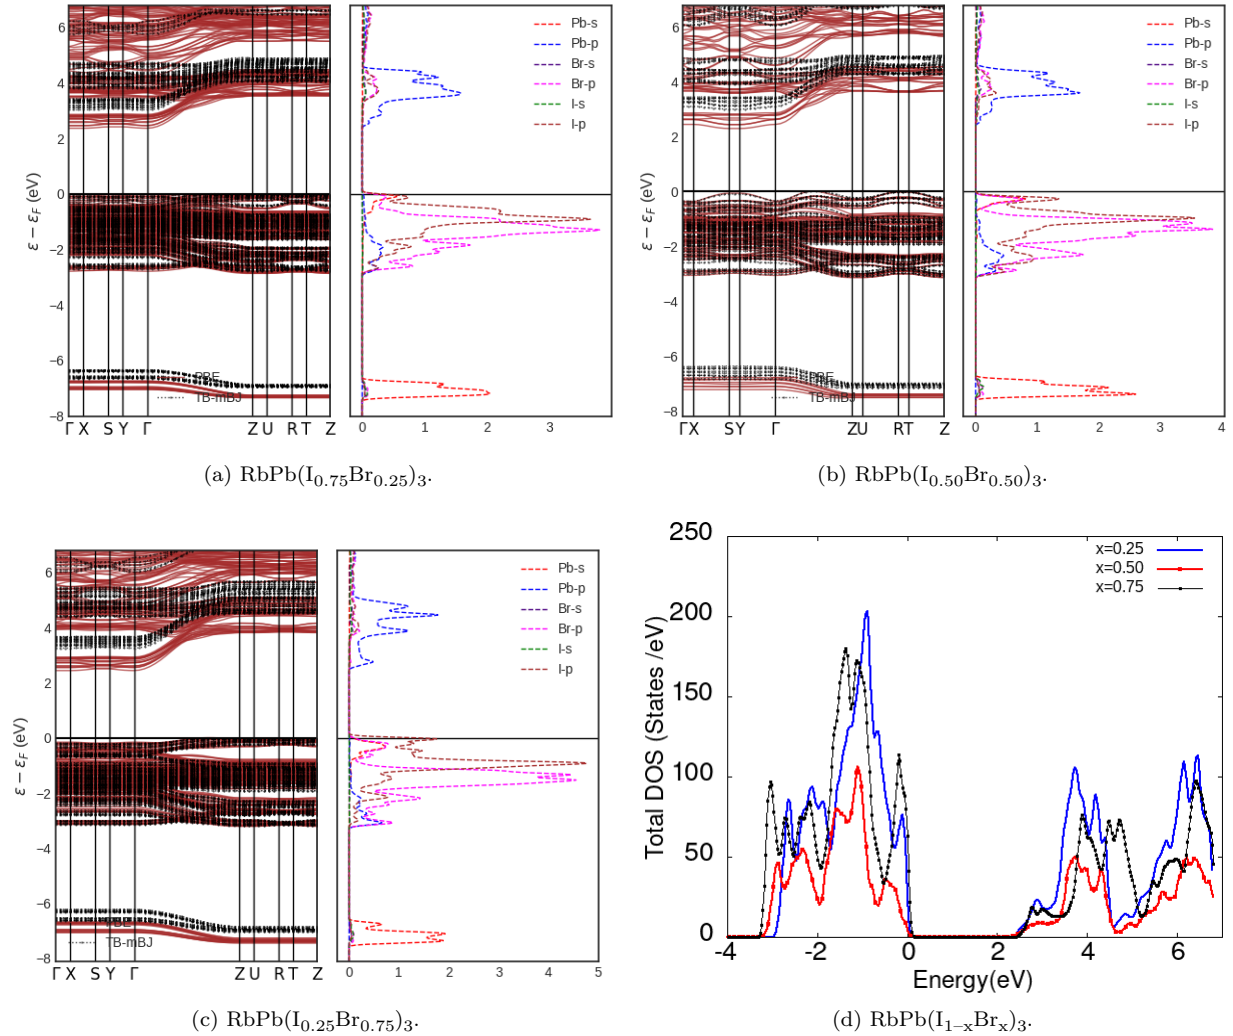 6
4
2
0
−2
−4
−6
−8
ε − ε_F (eV)
PBE
TB-mBJ
Γ X S Y Γ Z U R T Z
Pb-s
Pb-p
Br-s
Br-p
I-s
I-p
0 1 2 3
(a) RbPb(I₀.₇₅Br₀.₂₅)₃.
6
4
2
0
−2
−4
−6
−8
ε − ε_F (eV)
PBE
TB-mBJ
Γ X S Y Γ Z U R T Z
Pb-s
Pb-p
Br-s
Br-p
I-s
I-p
0 1 2 3 4
(b) RbPb(I₀.₅₀Br₀.₅₀)₃.
6
4
2
0
−2
−4
−6
−8
ε − ε_F (eV)
PBE
TB-mBJ
Γ X S Y Γ Z U R T Z
Pb-s
Pb-p
Br-s
Br-p
I-s
I-p
0 1 2 3 4 5
(c) RbPb(I₀.₂₅Br₀.₇₅)₃.
250
200
150
100
50
0
Total DOS (States /eV)
x=0.25
x=0.50
x=0.75
-4 -2 0 2 4 6
Energy(eV)
(d) RbPb(I₁₋ₓBrₓ)₃.